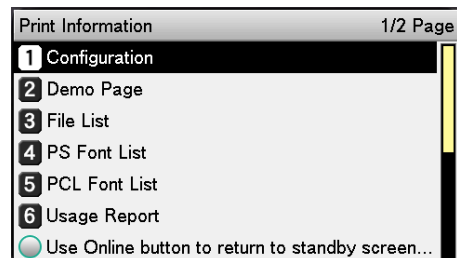 Print Information 1/2 Page
1 Configuration
2 Demo Page
3 File List
4 PS Font List
5 PCL Font List
6 Usage Report
Use Online button to return to standby screen...